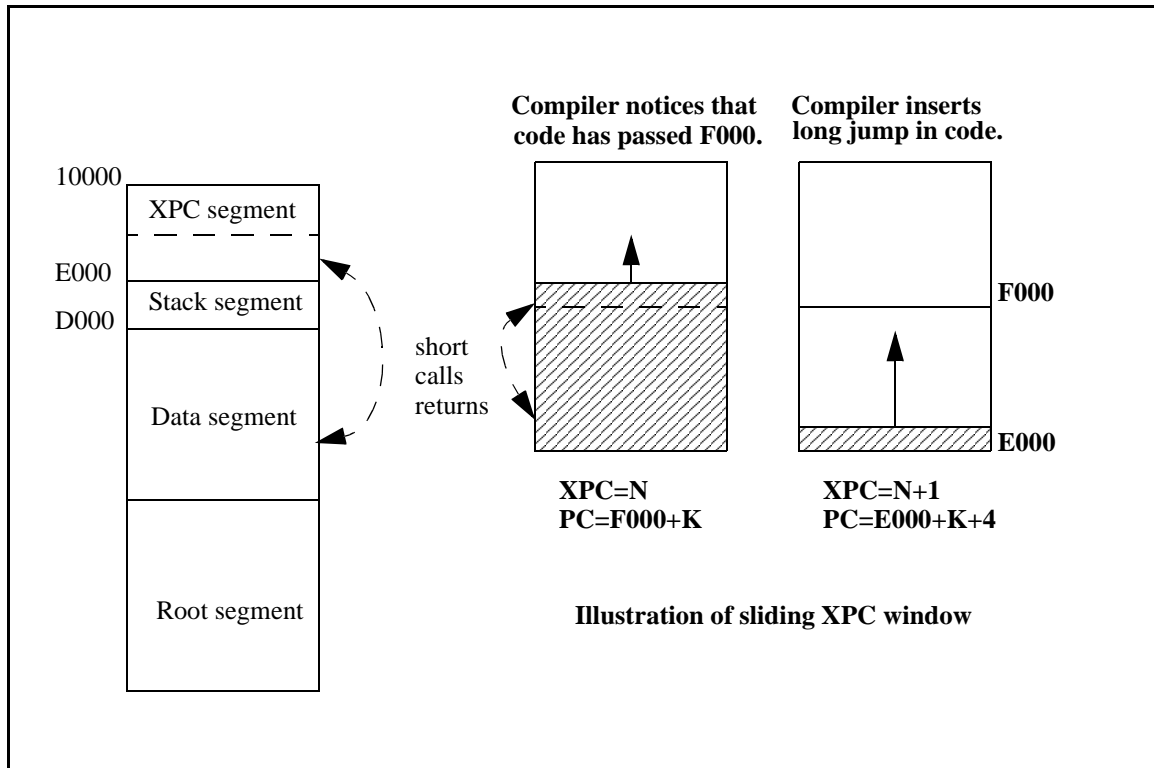 Compiler notices that
code has passed F000.
Compiler inserts
long jump in code.
10000
XPC segment
E000
Stack segment
D000
Data segment
Root segment
short
calls
returns
F000
E000
XPC=N
PC=F000+K
XPC=N+1
PC=E000+K+4
Illustration of sliding XPC window